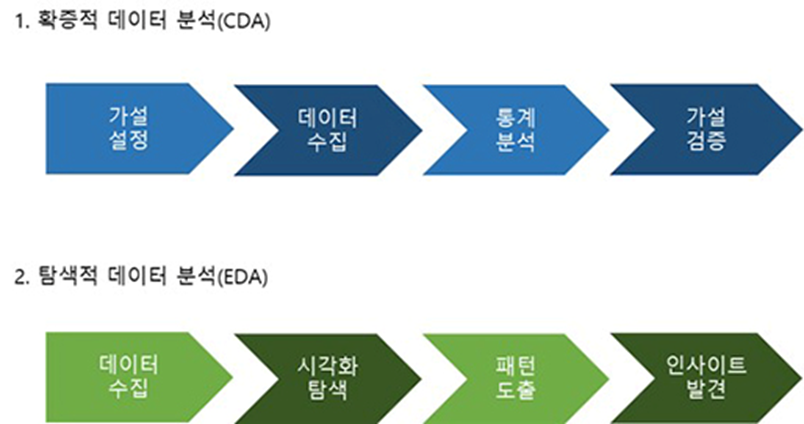 1. 확증적 데이터 분석(CDA)
가설
설정
데이터
수집
통계
분석
가설
검증
2. 탐색적 데이터 분석(EDA)
데이터
수집
시각화
탐색
패턴
도출
인사이트
발견